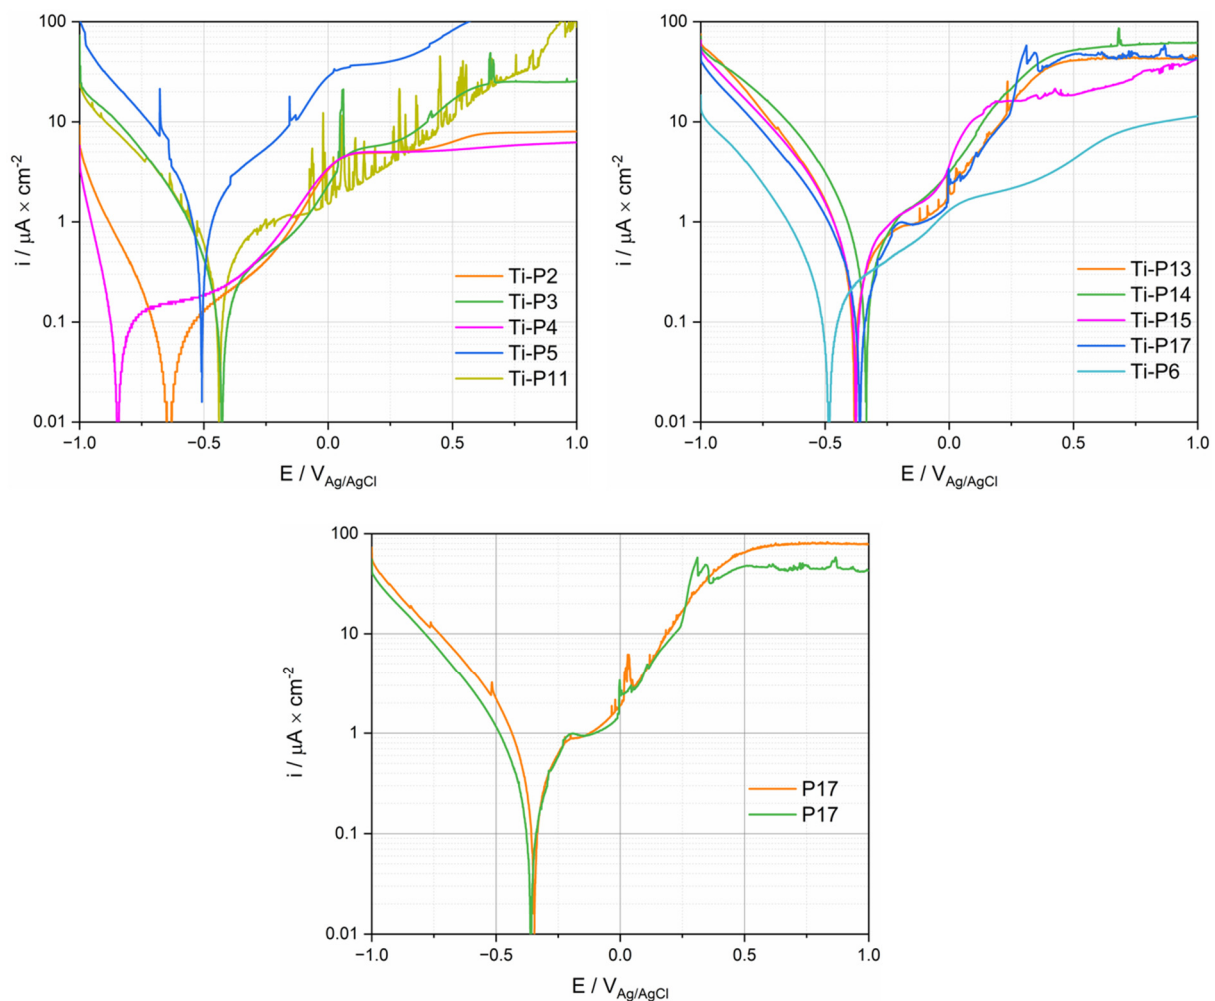 100
10
1
0.1
0.01
i / μA × cm-2
Ti-P2
Ti-P3
Ti-P4
Ti-P5
Ti-P11
−1.0 −0.5 0.0 0.5 1.0
E / VAg/AgCl
100
10
1
0.1
0.01
i / μA × cm-2
Ti-P13
Ti-P14
Ti-P15
Ti-P17
Ti-P6
−1.0 −0.5 0.0 0.5 1.0
E / VAg/AgCl
100
10
1
0.1
0.01
i / μA × cm-2
P17
P17
-1.0 -0.5 0.0 0.5 1.0
E / VAg/AgCl